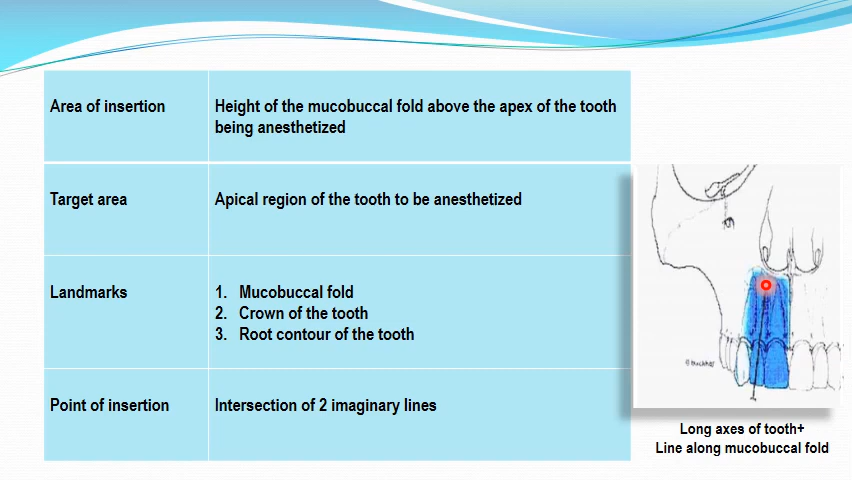 Area of insertion
Height of the mucobuccal fold above the apex of the tooth
being anesthetized
Target area
Apical region of the tooth to be anesthetized
Landmarks
1. Mucobuccal fold
2. Crown of the tooth
3. Root contour of the tooth
Point of insertion
Intersection of 2 imaginary lines
Long axes of tooth+
Line along mucobuccal fold